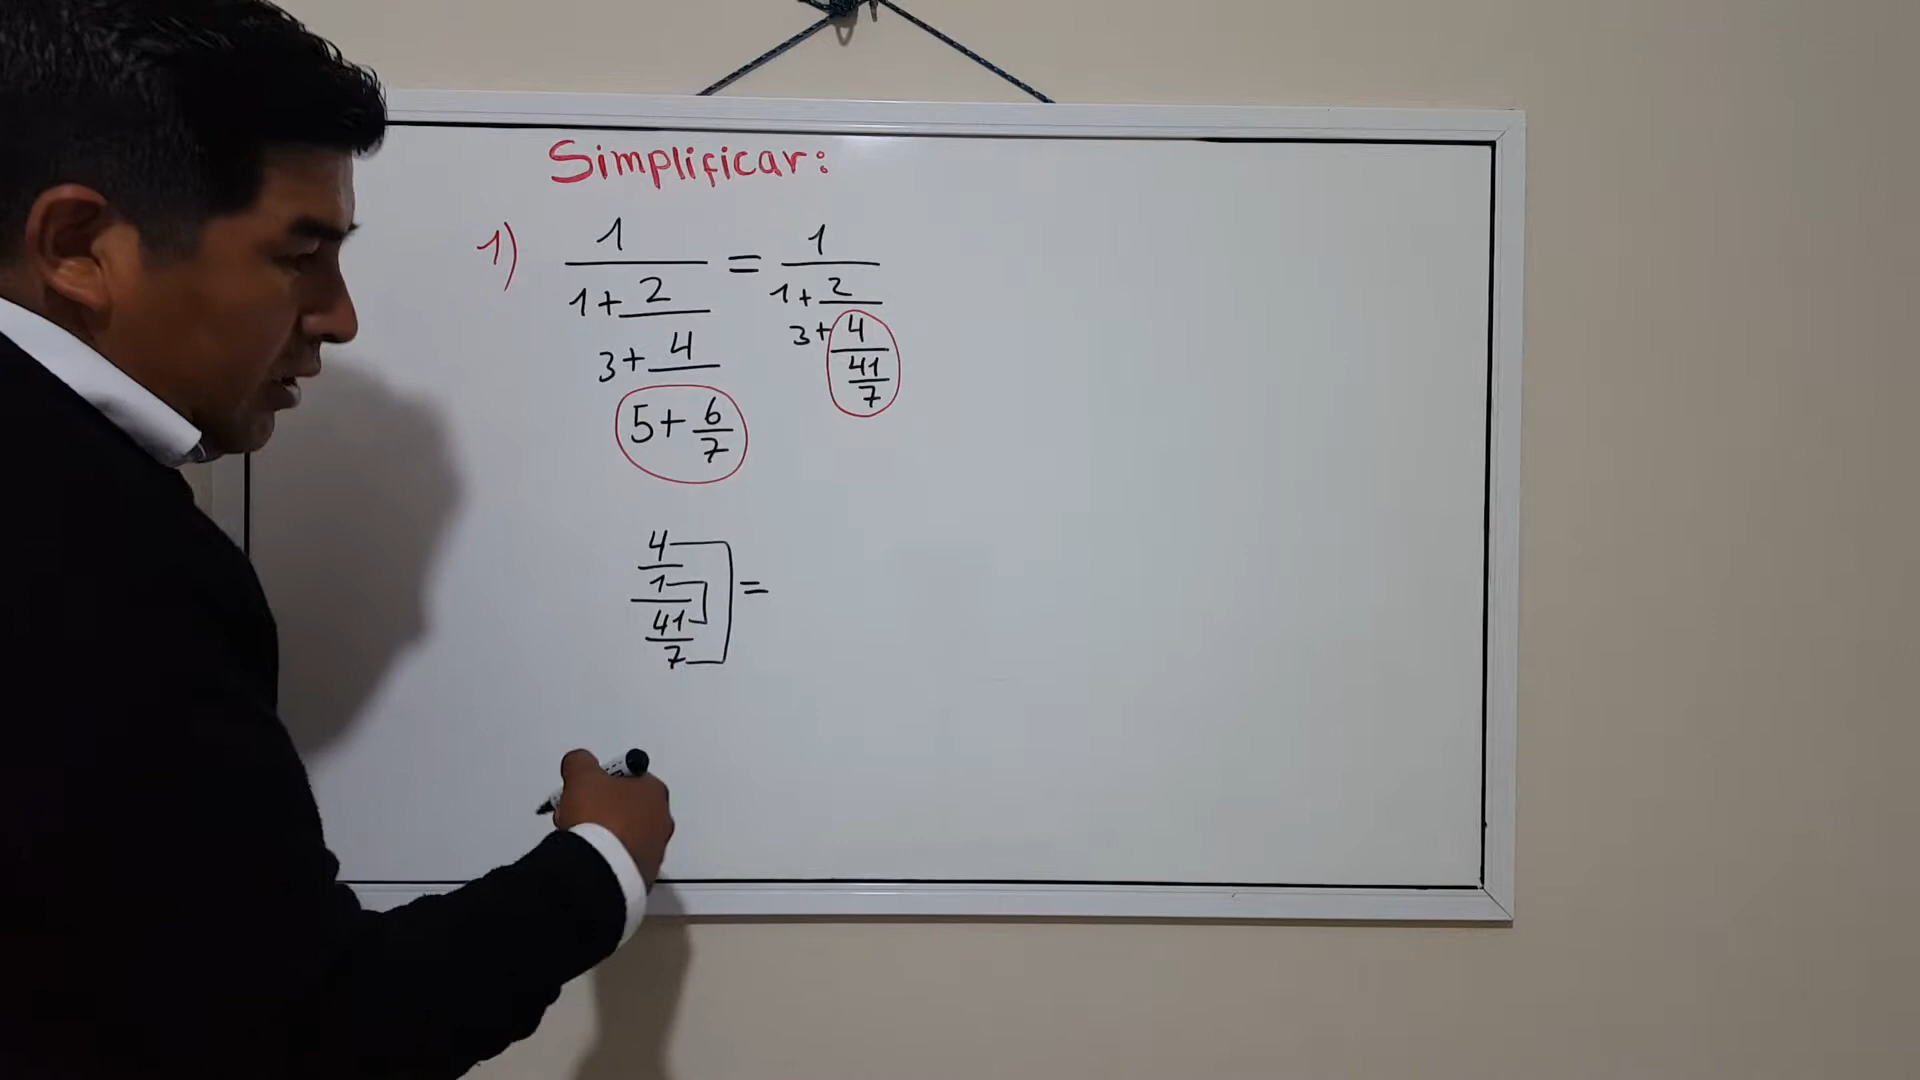 Simplificar:
1) 1 = 1
1+ 2 1+ 2
3+ 4 3+ 4
5+ 6 41
7 7
4
1 =
41
7